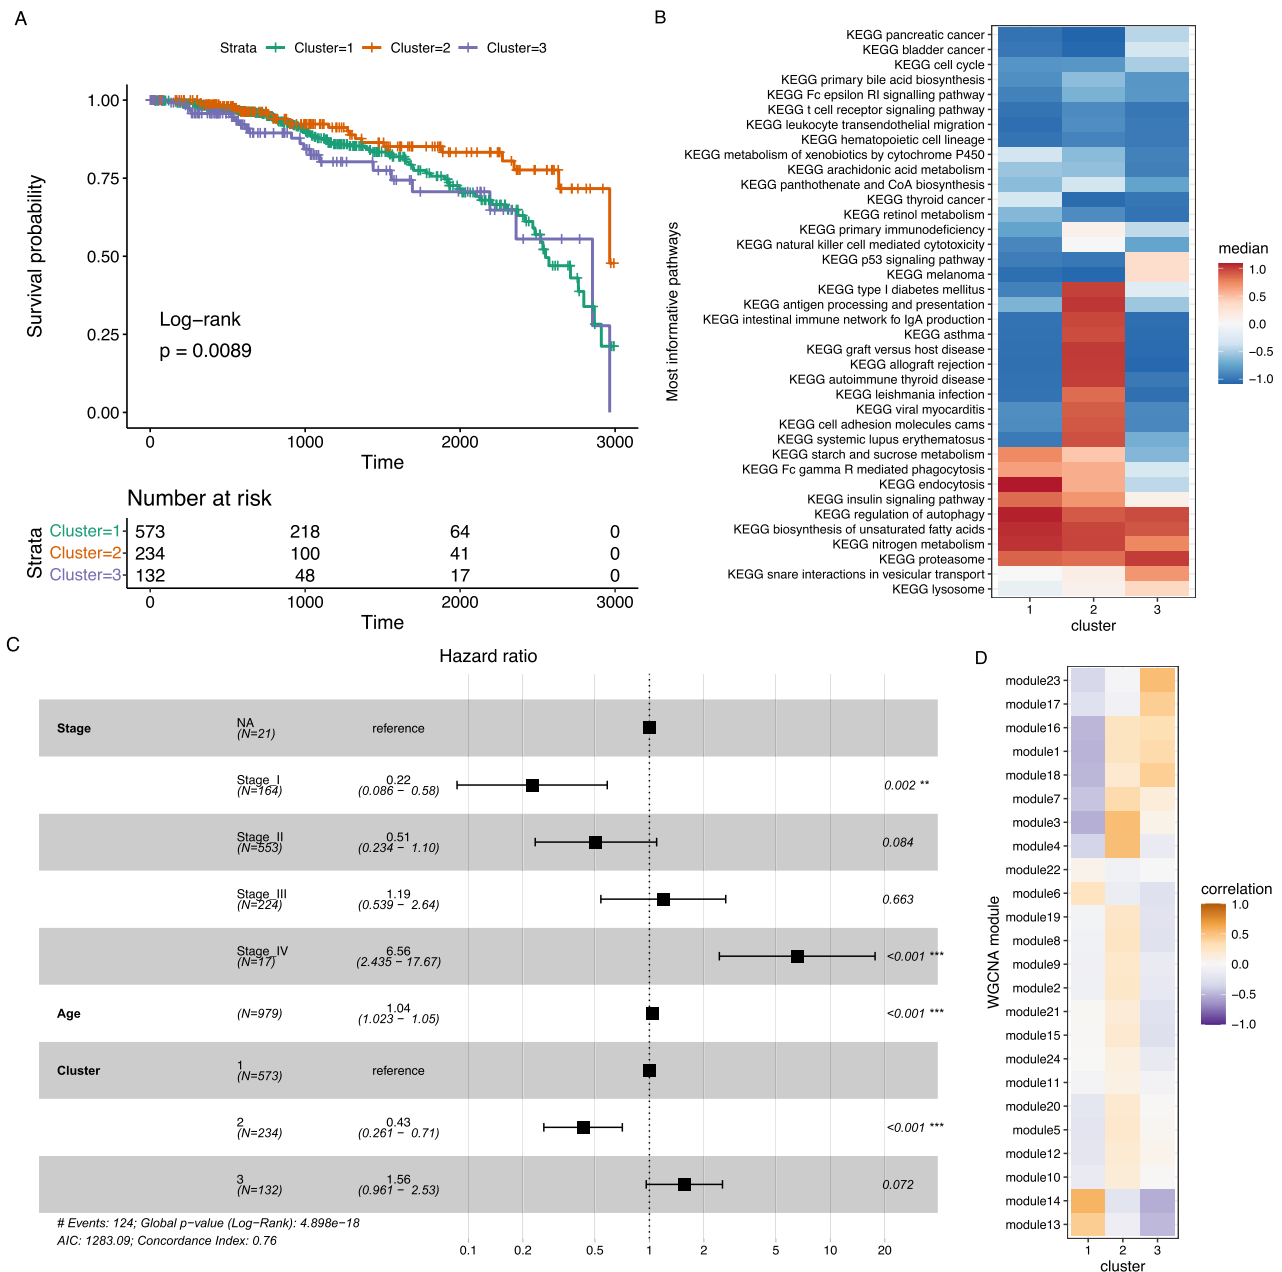 A
Strata Cluster=1 Cluster=2 Cluster=3
Survival probability
1.00
0.75
0.50
0.25
0.00
Log−rank
p = 0.0089
0 1000 2000 3000
Time
Number at risk
Strata
Cluster=1 573 218 64 0
Cluster=2 234 100 41 0
Cluster=3 132 48 17 0
0 1000 2000 3000
Time
B
Most informative pathways
KEGG pancreatic cancer
KEGG bladder cancer
KEGG cell cycle
KEGG primary bile acid biosynthesis
KEGG Fc epsilon RI signalling pathway
KEGG t cell receptor signaling pathway
KEGG leukocyte transendothelial migration
KEGG hematopoietic cell lineage
KEGG metabolism of xenobiotics by cytochrome P450
KEGG arachidonic acid metabolism
KEGG panthothenate and CoA biosynthesis
KEGG thyroid cancer
KEGG retinol metabolism
KEGG primary immunodeficiency
KEGG natural killer cell mediated cytotoxicity
KEGG p53 signaling pathway
KEGG melanoma
KEGG type I diabetes mellitus
KEGG antigen processing and presentation
KEGG intestinal immune network fo IgA production
KEGG asthma
KEGG graft versus host disease
KEGG allograft rejection
KEGG autoimmune thyroid disease
KEGG leishmania infection
KEGG viral myocarditis
KEGG cell adhesion molecules cams
KEGG systemic lupus erythematosus
KEGG starch and sucrose metabolism
KEGG Fc gamma R mediated phagocytosis
KEGG endocytosis
KEGG insulin signaling pathway
KEGG regulation of autophagy
KEGG biosynthesis of unsaturated fatty acids
KEGG nitrogen metabolism
KEGG proteasome
KEGG snare interactions in vesicular transport
KEGG lysosome
1 2 3
cluster
median
1.0
0.5
0.0
−0.5
−1.0
C
Hazard ratio
Stage NA reference
(N=21)
Stage_I 0.22 0.002 **
(N=164) (0.086 − 0.58)
Stage_II 0.51 0.084
(N=553) (0.234 − 1.10)
Stage_III 1.19 0.663
(N=224) (0.539 − 2.64)
Stage_IV 6.56 <0.001 ***
(N=17) (2.435 − 17.67)
Age (N=979) 1.04 <0.001 ***
(1.023 − 1.05)
Cluster 1 reference
(N=573)
2 0.43 <0.001 ***
(N=234) (0.261 − 0.71)
3 1.56 0.072
(N=132) (0.961 − 2.53)
# Events: 124; Global p−value (Log−Rank): 4.898e−18
AIC: 1283.09; Concordance Index: 0.76
0.1 0.2 0.5 1 2 5 10 20
D
WGCNA module
module23
module17
module16
module1
module18
module7
module3
module4
module22
module6
module19
module8
module9
module2
module21
module15
module24
module11
module20
module5
module12
module10
module14
module13
1 2 3
cluster
correlation
1.0
0.5
0.0
−0.5
−1.0